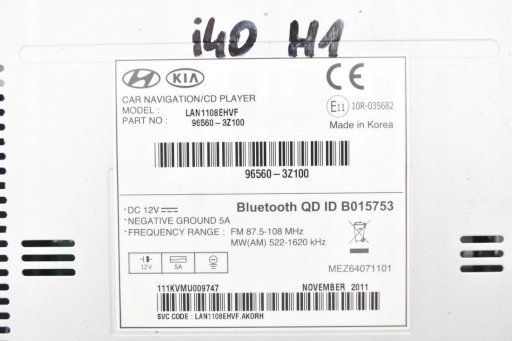 i40 H1
KIA CE
CAR NAVIGATION/CD PLAYER
MODEL : LAN1108EHVF
PART NO : 96560-3Z100
E11 10R-035682
Made in Korea
96560-3Z100
·DC 12V
·NEGATIVE GROUND 5A
·FREQUENCY RANGE : FM 87.5-108 MHz
MW(AM) 522-1620 kHz
Bluetooth QD ID B015753
12V 5A
MEZ64071101
111KVMU009747 NOVEMBER 2011
SVC CODE : LAN1108EHVF.AKORH